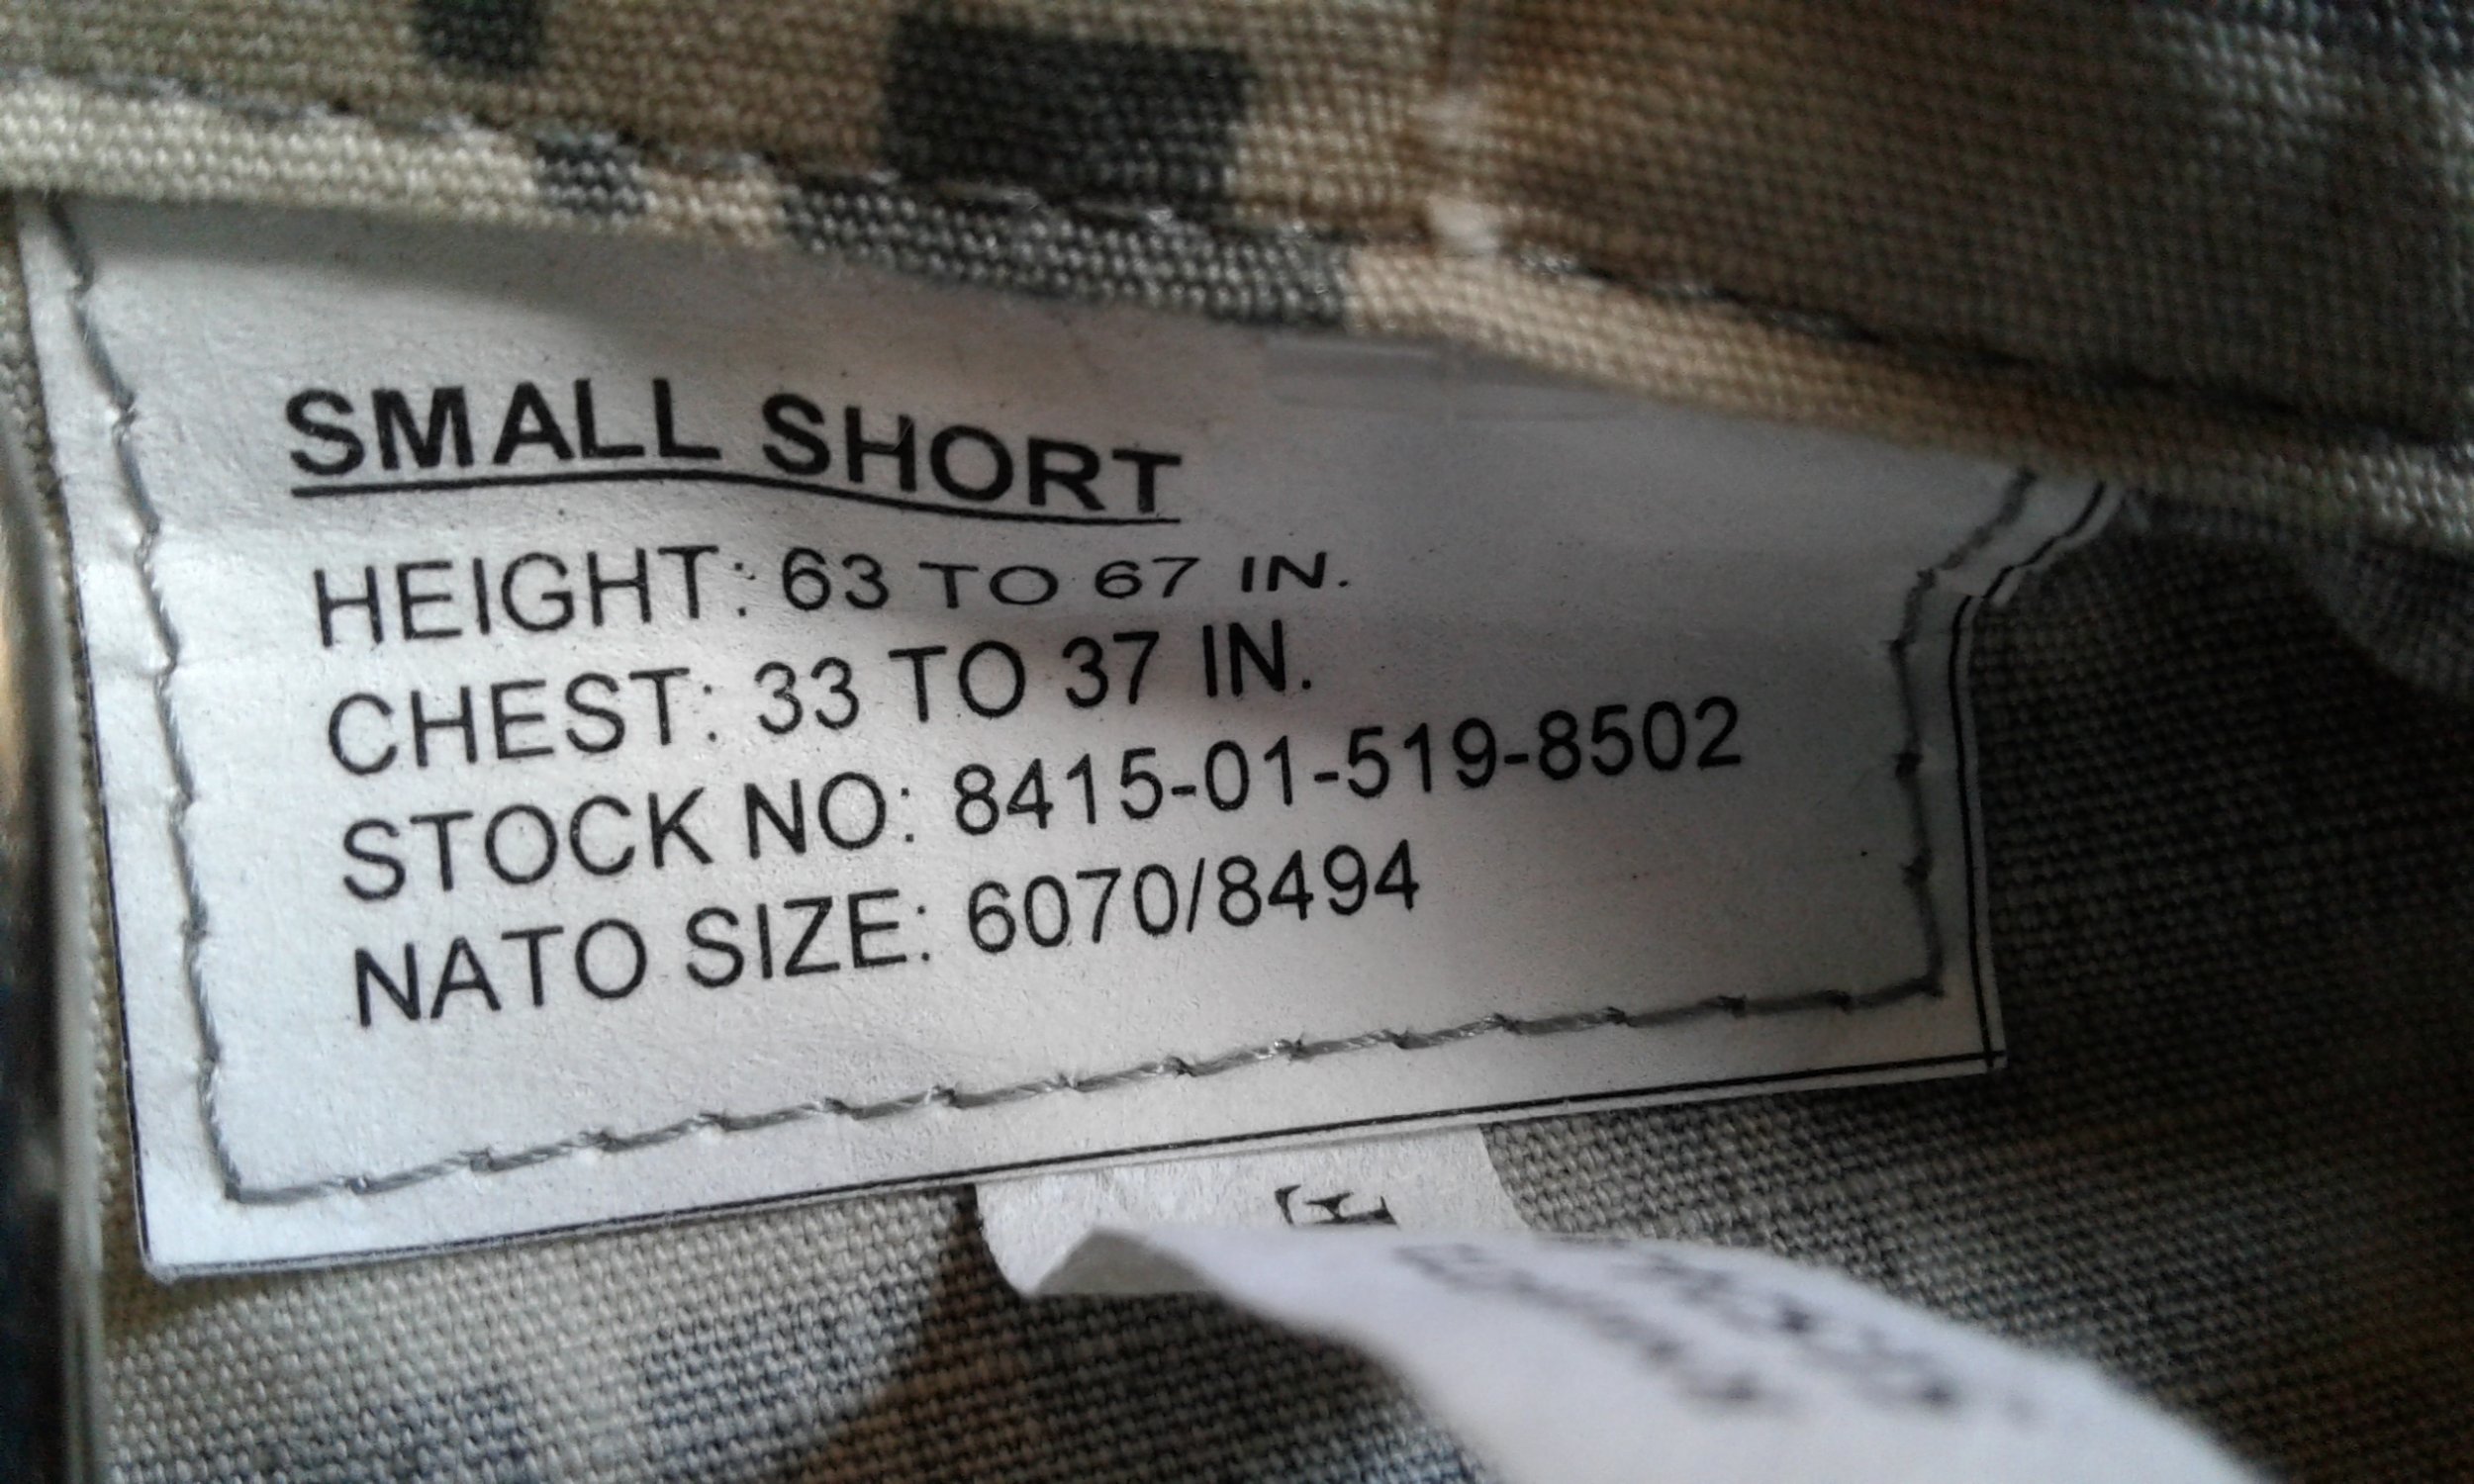 SMALL SHORT
HEIGHT: 63 TO 67 IN.
CHEST: 33 TO 37 IN.
STOCK NO: 8415-01-519-8502
NATO SIZE: 6070/8494